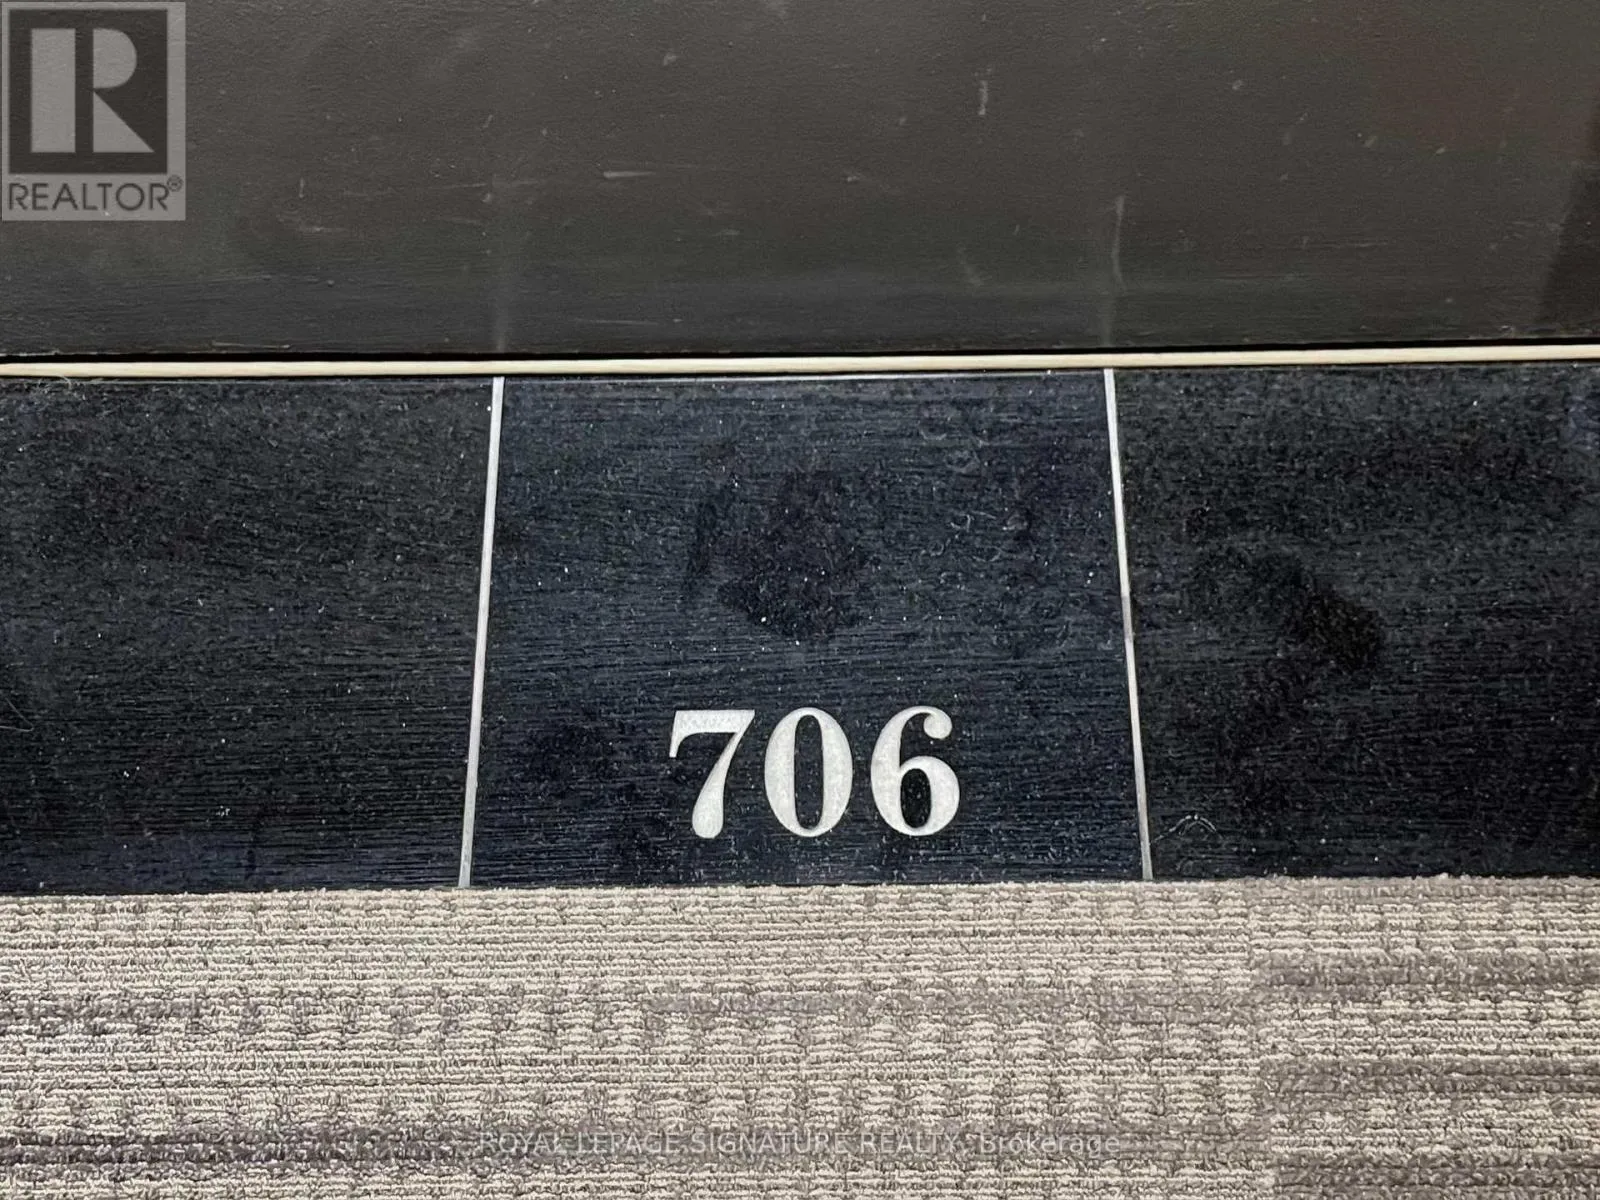 R
REALTOR®
706
ROYAL LEPAGE SIGNATURE REALTY, Brokerage